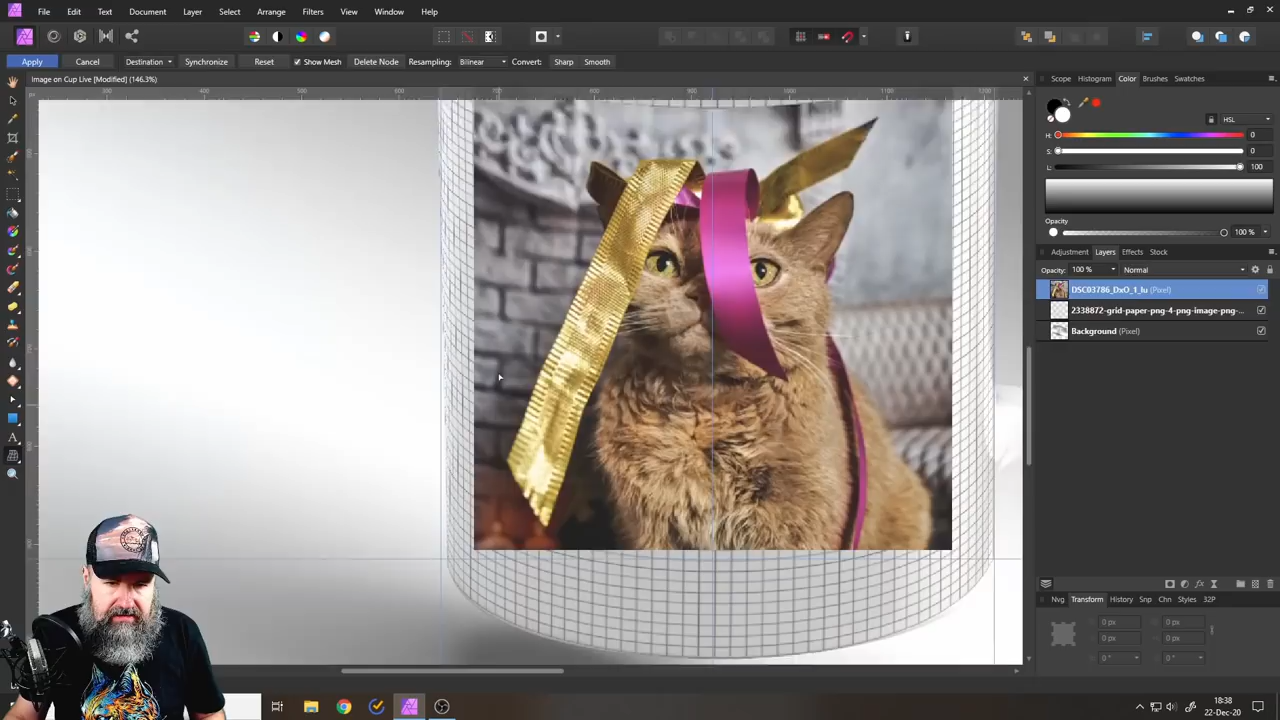 File Edit Text Document Layer Select Arrange Filters View Window Help
Apply Cancel Destination Synchronize Reset Show Mesh Delete Node Resampling: Bilinear Convert: Sharp Smooth
Image on Cup Live [Modified] (146.3%)
Scope Histogram Color Brushes Swatches
HSL
H: 0
S: 0
L: 100
Opacity
100 %
Adjustment Layers Effects Stock
Opacity: 100 % Normal
DSC03786_DxO_1_lu (Pixel)
2338872-grid-paper-png-4-png-image-png-...
Background (Pixel)
Nvg Transform History Snp Chn Styles 32P
X: 0 px X: 0 px
0 px 0 px
0 ° 0 °
18:38
22-Dec-20